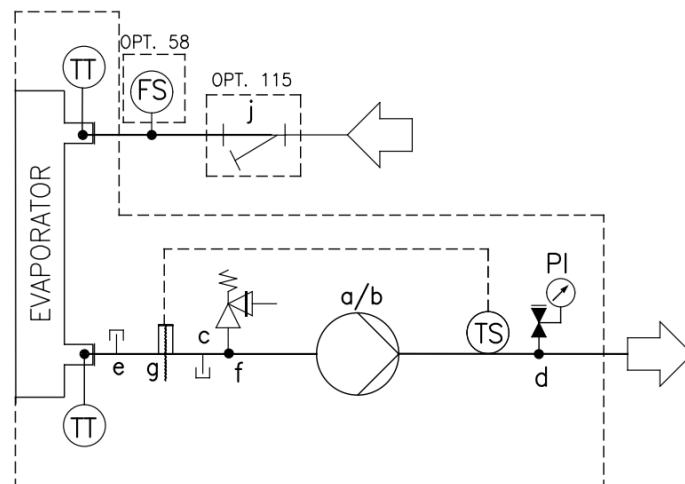 OPT. 58
TT
FS
OPT. 115
j
EVAPORATOR
PI
a/b
c
TS
e
g
f
d
TT